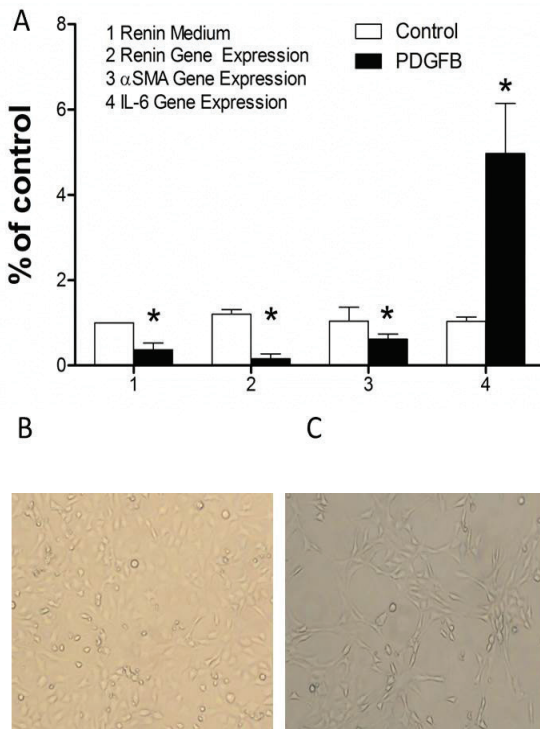 A
8
6
4
2
0
% of control
1 Renin Medium
2 Renin Gene Expression
3 αSMA Gene Expression
4 IL-6 Gene Expression
Control
PDGFB
*
*
*
*
1 2 3 4
B C